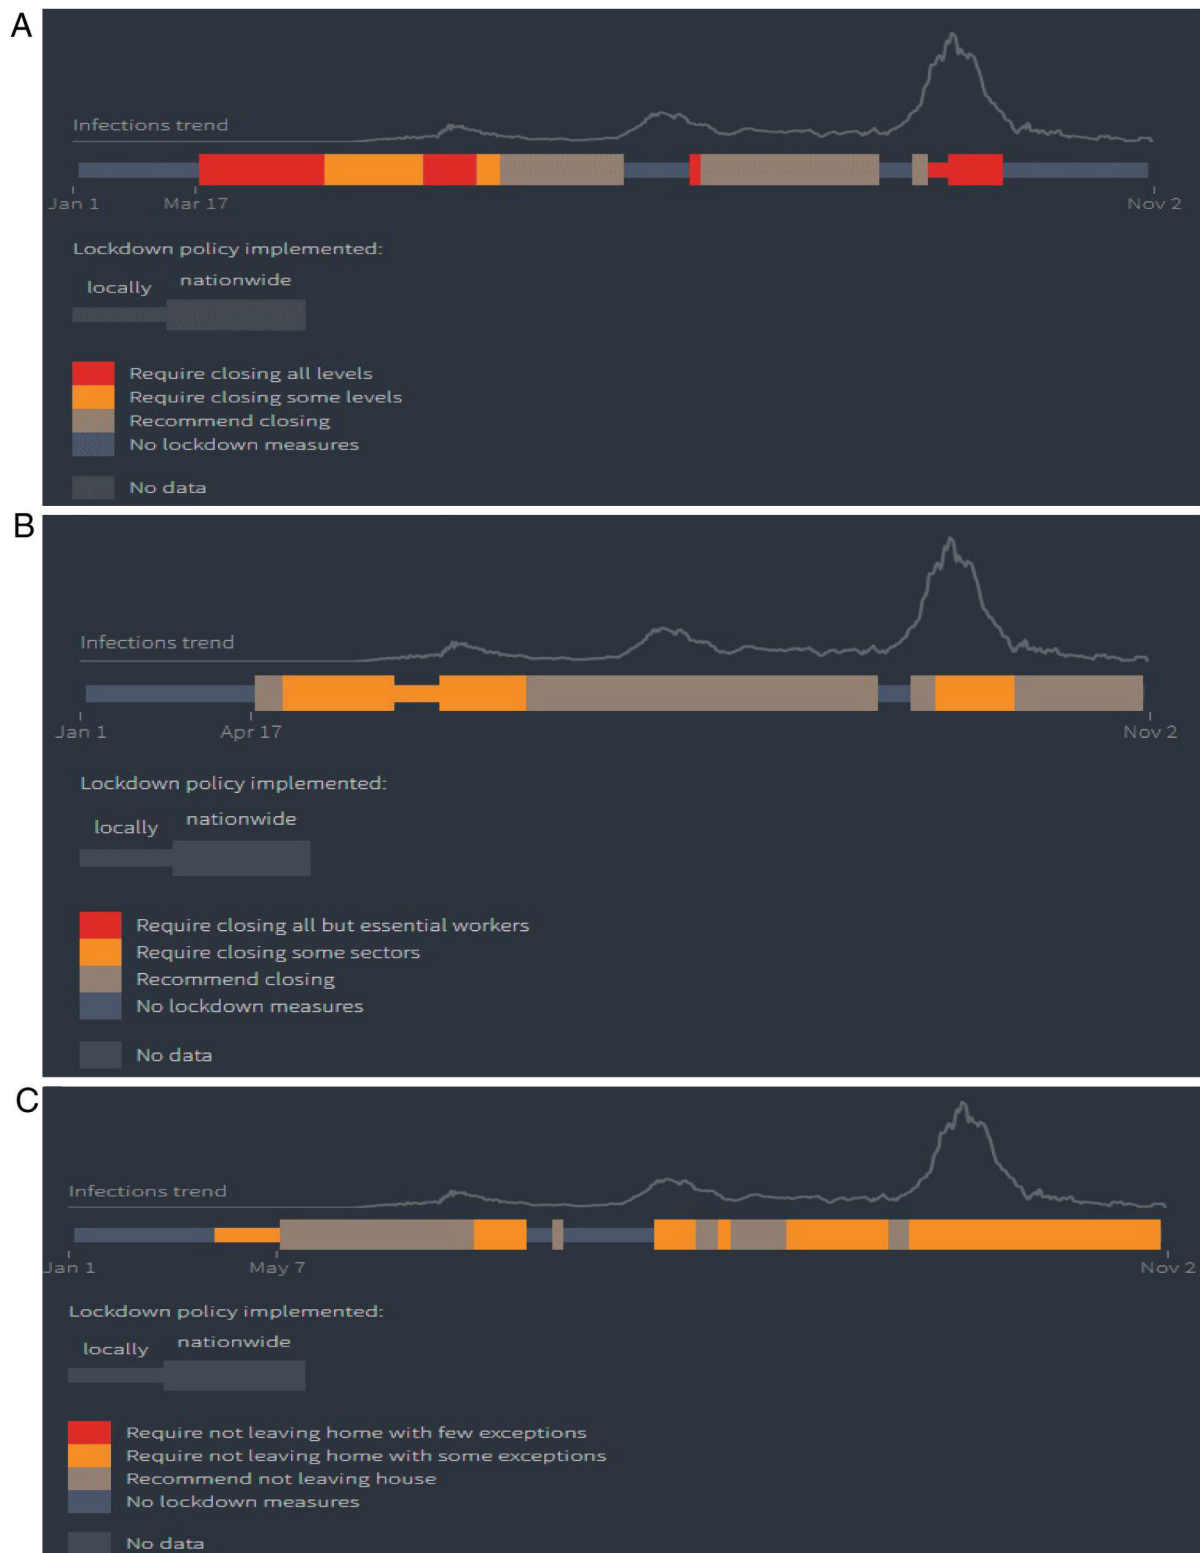 A
Infections trend
Jan 1 Mar 17 Nov 2
Lockdown policy implemented:
locally nationwide
Require closing all levels
Require closing some levels
Recommend closing
No lockdown measures
No data
B
Infections trend
Jan 1 Apr 17 Nov 2
Lockdown policy implemented:
locally nationwide
Require closing all but essential workers
Require closing some sectors
Recommend closing
No lockdown measures
No data
C
Infections trend
Jan 1 May 7 Nov 2
Lockdown policy implemented:
locally nationwide
Require not leaving home with few exceptions
Require not leaving home with some exceptions
Recommend not leaving house
No lockdown measures
No data